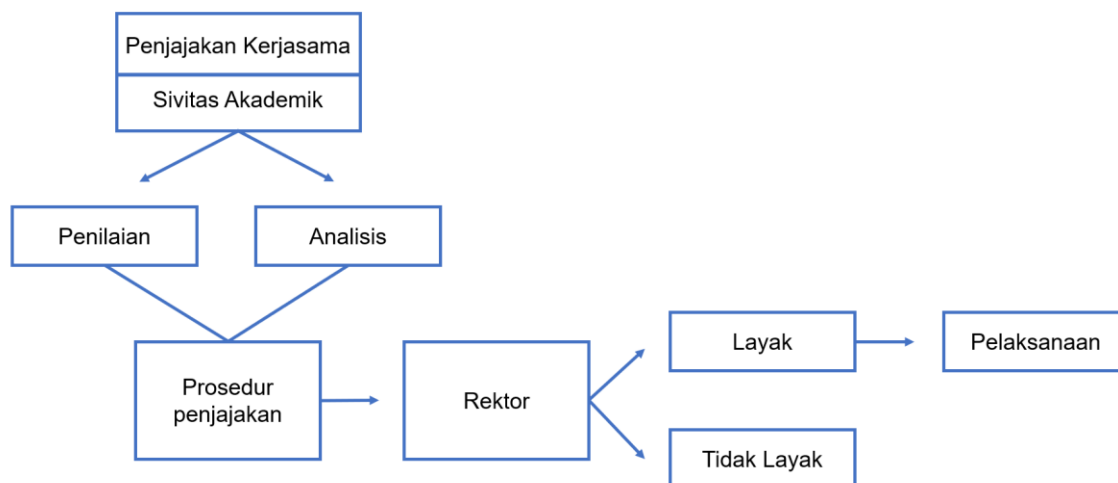 Penjajakan Kerjasama
Sivitas Akademik
Penilaian
Analisis
Prosedur
penjajakan
Rektor
Layak
Pelaksanaan
Tidak Layak